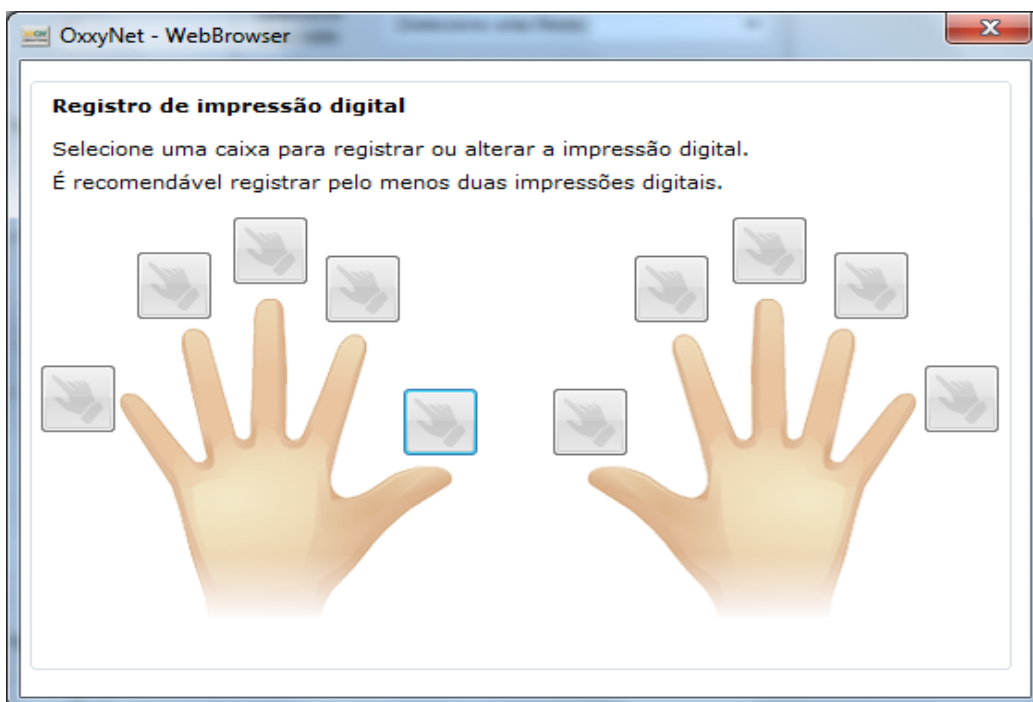 OxxyNet - WebBrowser
Registro de impressão digital
Selecione uma caixa para registrar ou alterar a impressão digital.
É recomendável registrar pelo menos duas impressões digitais.